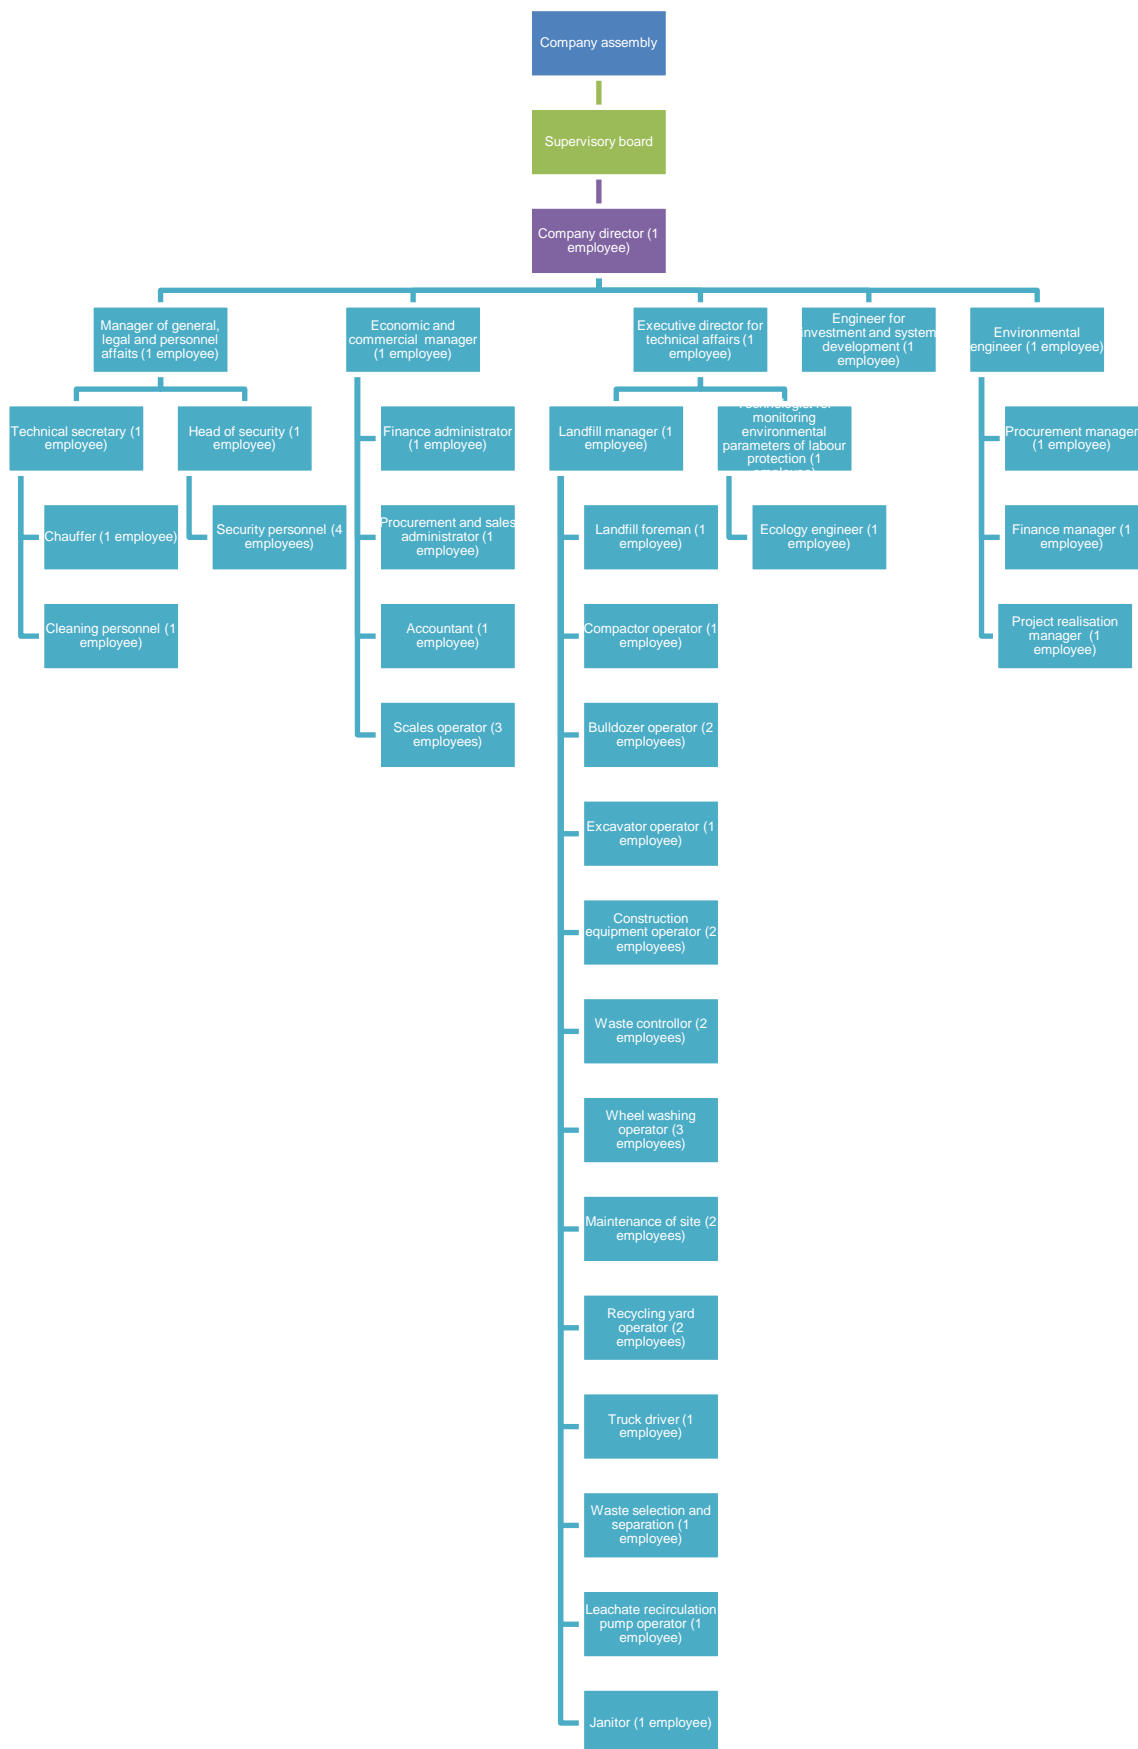 Company assembly
Supervisory board
Company director (1
employee)
Manager of general,
legal and personnel
affaits (1 employee)
Economic and
commercial  manager
(1 employee)
Executive director for
technical affairs (1
employee)
Engineer for
investment and system
development (1
employee)
Environmental
engineer (1 employee)
Technical secretary (1
employee)
Head of security (1
employee)
Finance administrator
(1 employee)
Landfill manager (1
employee)
Technologist for
monitoring
environmental
parameters of labour
protection (1
employee)
Procurement manager
(1 employee)
Chauffer (1 employee)
Security personnel (4
employees)
Procurement and sales
administrator (1
employee)
Landfill foreman (1
employee)
Ecology engineer (1
employee)
Finance manager (1
employee)
Cleaning personnel (1
employee)
Accountant (1
employee)
Compactor operator (1
employee)
Project realisation
manager  (1
employee)
Scales operator (3
employees)
Bulldozer operator (2
employees)
Excavator operator (1
employee)
Construction
equipment operator (2
employees)
Waste controllor (2
employees)
Wheel washing
operator (3
employees)
Maintenance of site (2
employees)
Recycling yard
operator (2
employees)
Truck driver (1
employee)
Waste selection and
separation (1
employee)
Leachate recirculation
pump operator (1
employee)
Janitor (1 employee)